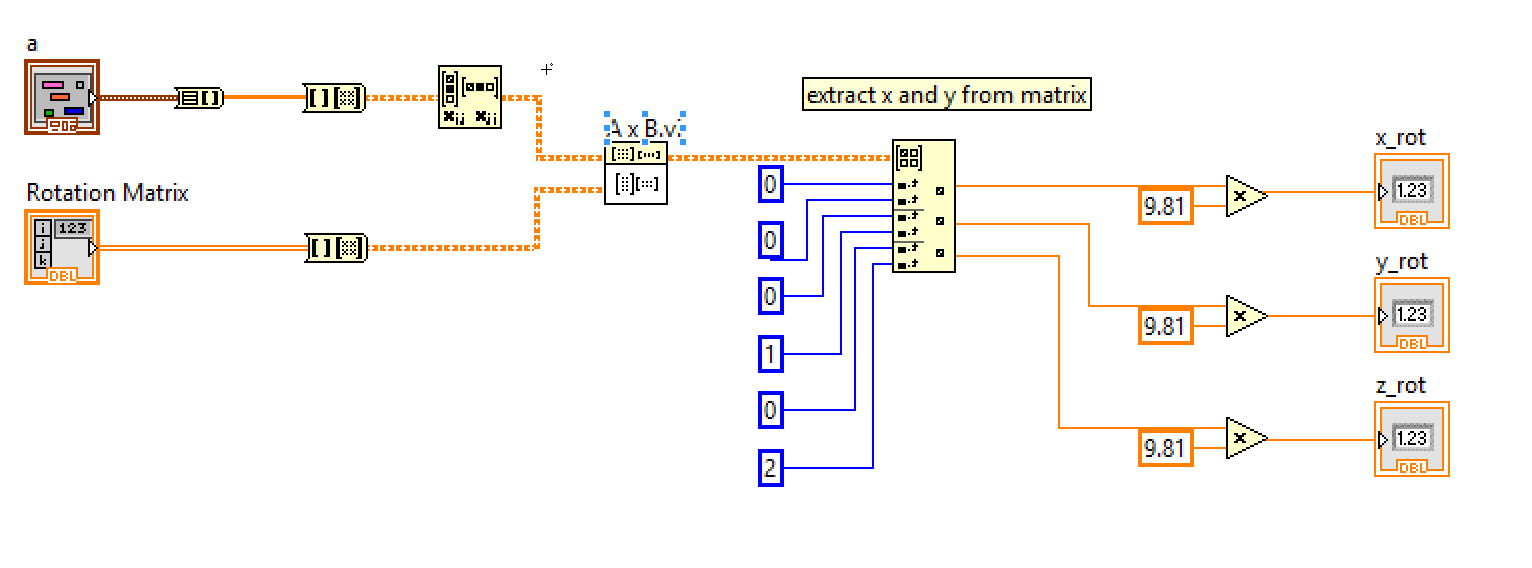 a
Rotation Matrix
123
DBL
A x B.vi
extract x and y from matrix
0
0
0
1
0
2
9.81
9.81
9.81
x_rot
1.23
DBL
y_rot
1.23
DBL
z_rot
1.23
DBL